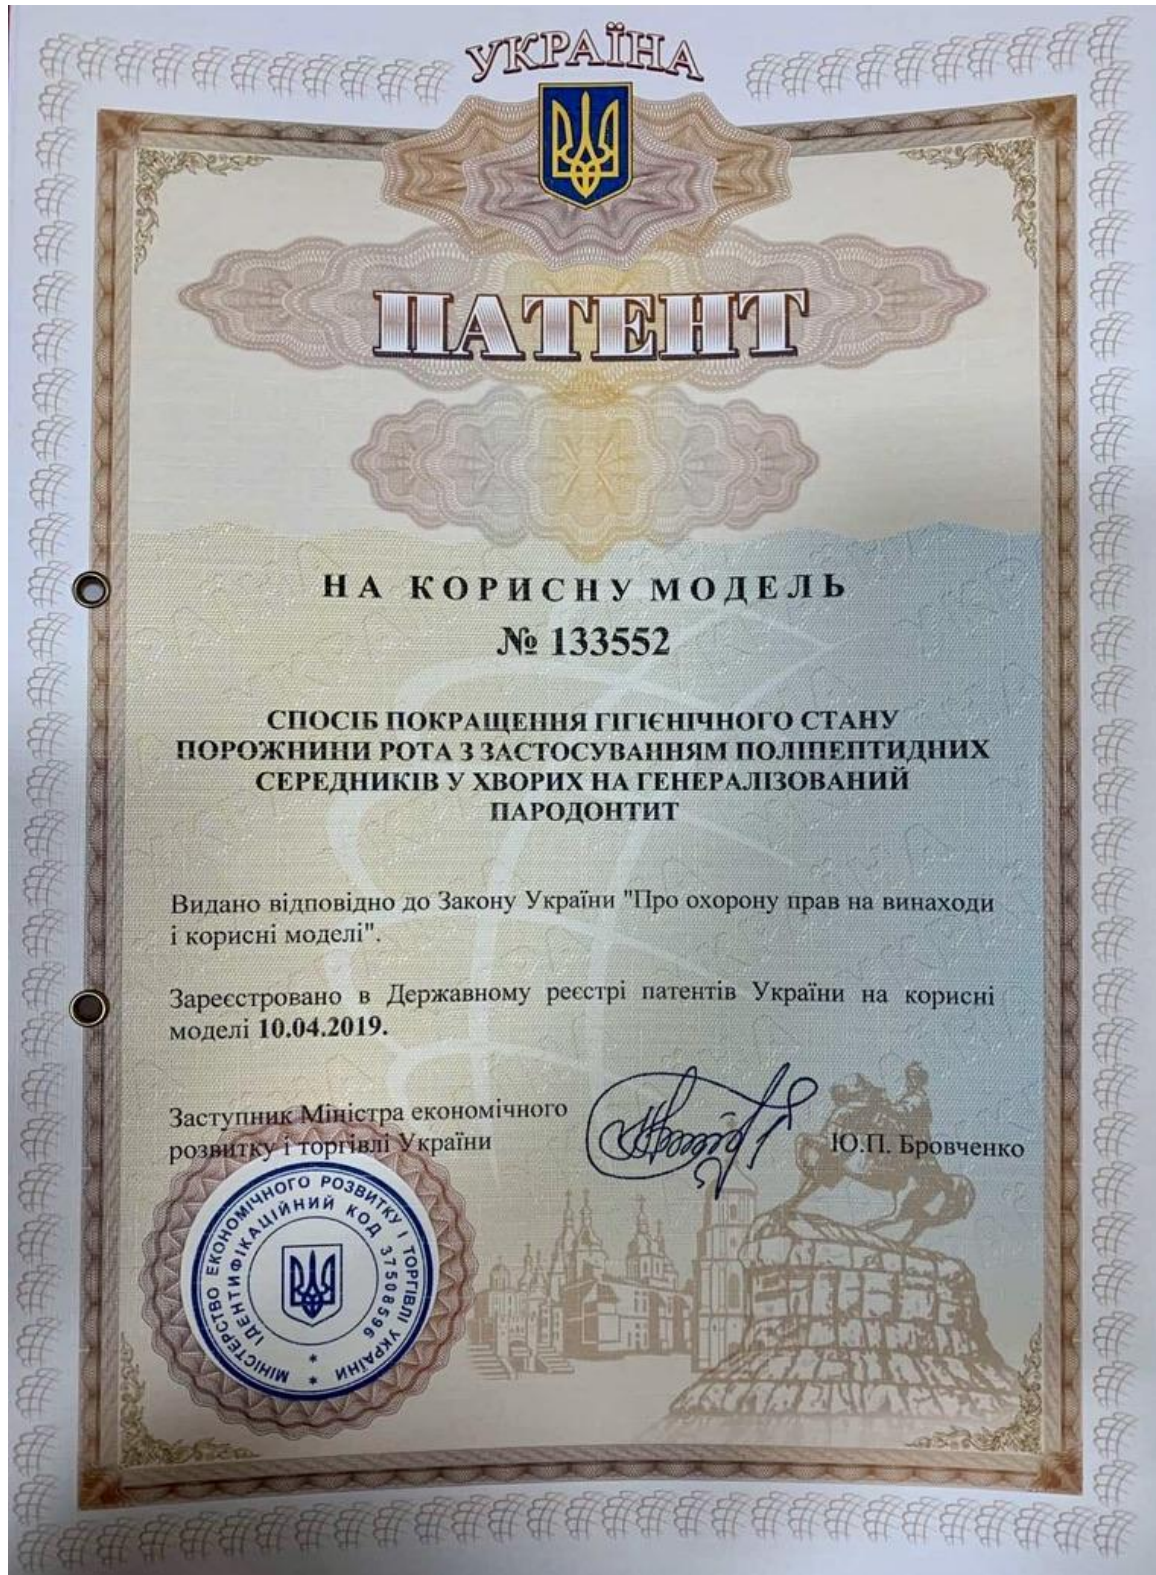 УКРАЇНА
ПАТЕНТ
НА КОРИСНУ МОДЕЛЬ
№ 133552
СПОСІБ ПОКРАЩЕННЯ ГІГІЄНІЧНОГО СТАНУ
ПОРОЖНИНИ РОТА З ЗАСТОСУВАННЯМ ПОЛІПЕПТИДНИХ
СЕРЕДНИКІВ У ХВОРИХ НА ГЕНЕРАЛІЗОВАНИЙ
ПАРОДОНТИТ
Видано відповідно до Закону України "Про охорону прав на винаходи
і корисні моделі".
Зареєстровано в Державному реєстрі патентів України на корисні
моделі 10.04.2019.
Заступник Міністра економічного
розвитку і торгівлі України
Ю.П. Бровченко
МІНІСТЕРСТВО ЕКОНОМІЧНОГО РОЗВИТКУ І ТОРГІВЛІ УКРАЇНИ *
ІДЕНТИФІКАЦІЙНИЙ КОД 37508596 *